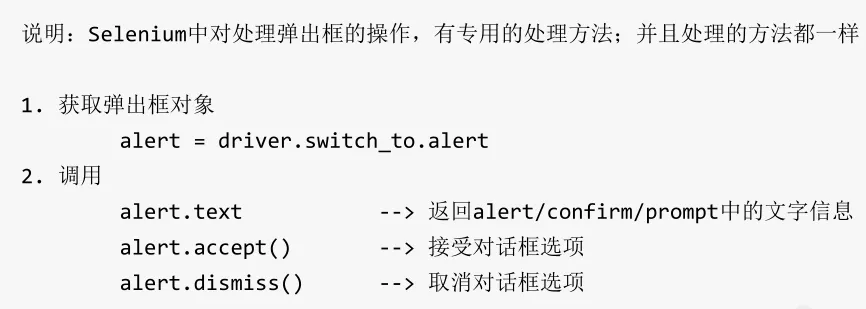 说明：Selenium中对处理弹出框的操作，有专用的处理方法；并且处理的方法都一样
1. 获取弹出框对象
alert = driver.switch_to.alert
2. 调用
alert.text --> 返回alert/confirm/prompt中的文字信息
alert.accept() --> 接受对话框选项
alert.dismiss() --> 取消对话框选项